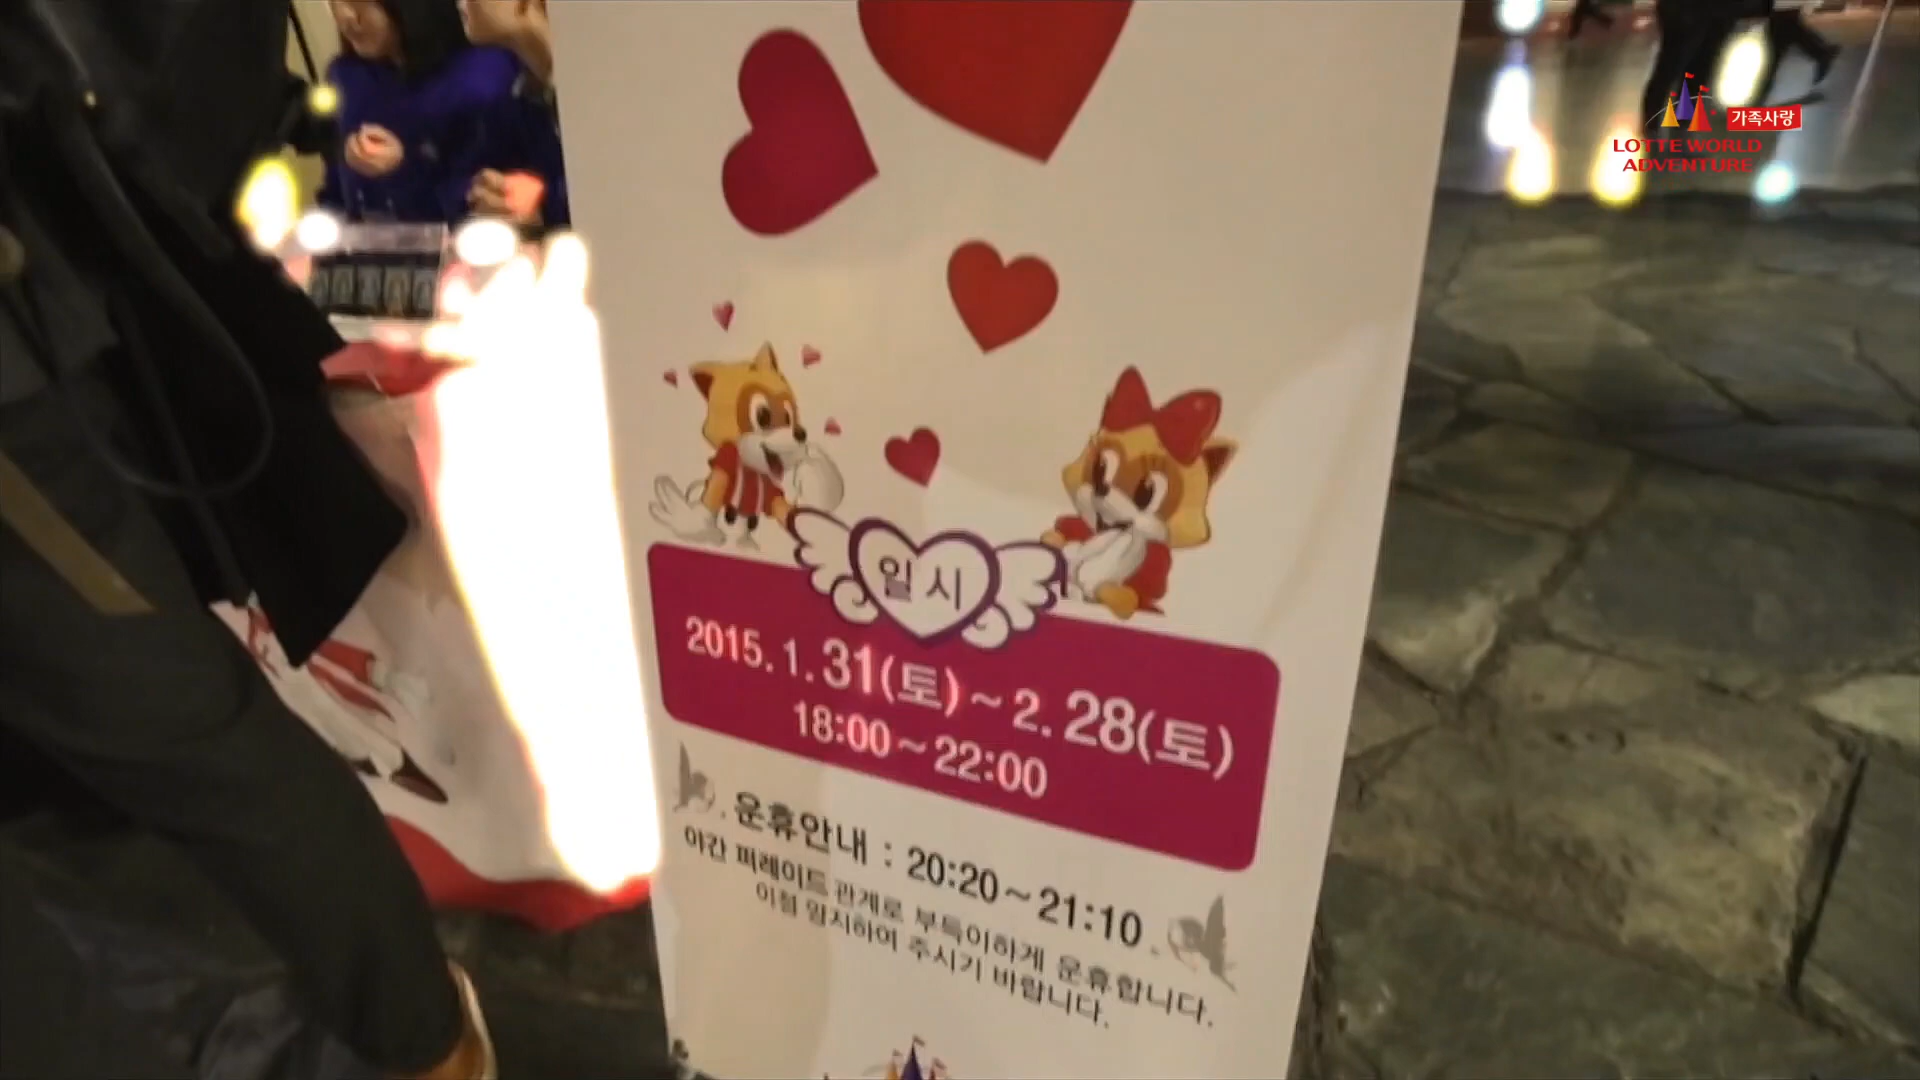 가족사랑
LOTTE WORLD
ADVENTURE
일시
2015. 1. 31(토) ~ 2. 28(토)
18:00 ~ 22:00
운휴안내 : 20:20 ~ 21:10
야간 퍼레이드 관계로 부득이하게 운휴합니다.
이점 양지하여 주시기 바랍니다.